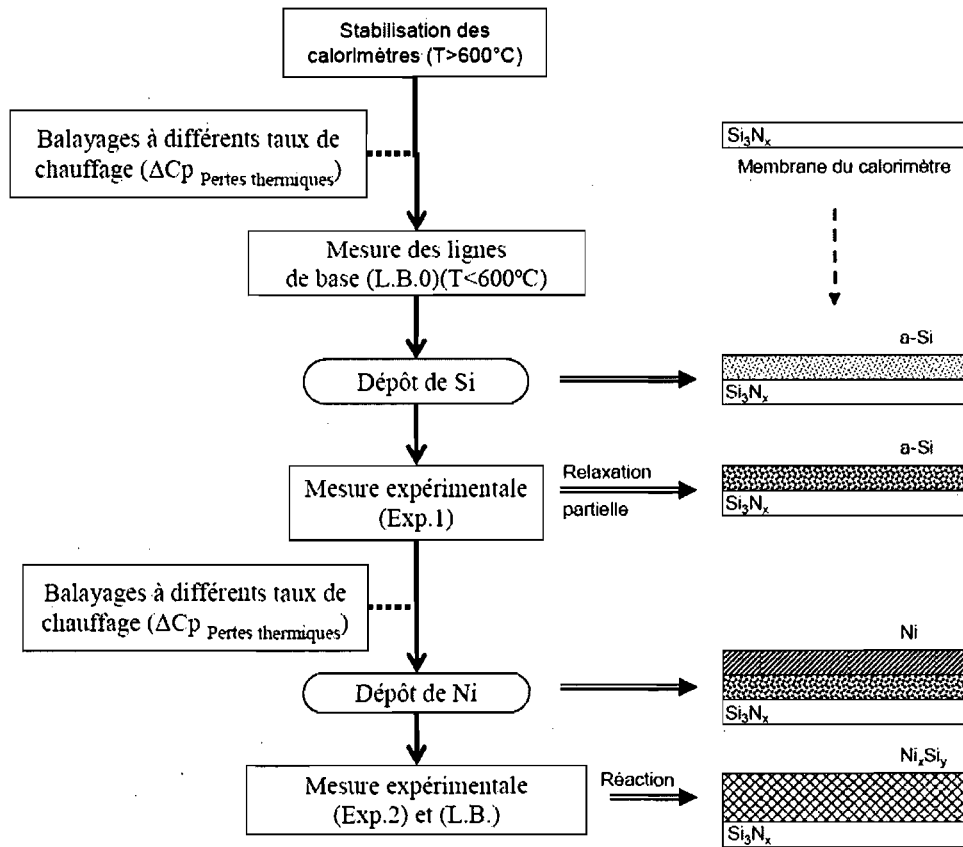 Stabilisation des
calorimètres (T>600°C)
Balayages à différents taux de
chauffage (ΔCp Pertes thermiques)
Si₃Nₓ
Membrane du calorimètre
Mesure des lignes
de base (L.B.0)(T<600°C)
a-Si
Dépôt de Si
Si₃Nₓ
a-Si
Mesure expérimentale
(Exp.1)
Relaxation
partielle
Si₃Nₓ
Balayages à différents taux de
chauffage (ΔCp Pertes thermiques)
Ni
Dépôt de Ni
Si₃Nₓ
NiₓSiᵧ
Mesure expérimentale
(Exp.2) et (L.B.)
Réaction
Si₃Nₓ